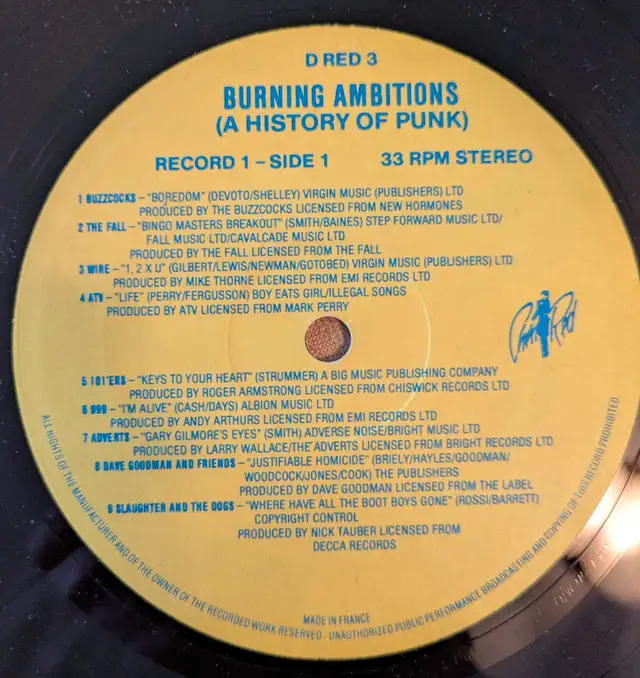 D RED 3
BURNING AMBITIONS
(A HISTORY OF PUNK)
RECORD 1 – SIDE 1 33 RPM STEREO
1 BUZZCOCKS – "BOREDOM" (DEVOTO/SHELLEY) VIRGIN MUSIC (PUBLISHERS) LTD
PRODUCED BY THE BUZZCOCKS LICENSED FROM NEW HORMONES
2 THE FALL – "BINGO MASTERS BREAKOUT" (SMITH/BAINES) STEP FORWARD MUSIC LTD/
FALL MUSIC LTD/CAVALCADE MUSIC LTD
PRODUCED BY THE FALL LICENSED FROM THE FALL
3 WIRE – "1, 2 X U" (GILBERT/LEWIS/NEWMAN/GOTOBED) VIRGIN MUSIC (PUBLISHERS) LTD
PRODUCED BY MIKE THORNE LICENSED FROM EMI RECORDS LTD
4 ATV – "LIFE" (PERRY/FERGUSSON) BOY EATS GIRL/ILLEGAL SONGS
PRODUCED BY ATV LICENSED FROM MARK PERRY
5 101'ERS – "KEYS TO YOUR HEART" (STRUMMER) A BIG MUSIC PUBLISHING COMPANY
PRODUCED BY ROGER ARMSTRONG LICENSED FROM CHISWICK RECORDS LTD
6 999 – "I'M ALIVE" (CASH/DAYS) ALBION MUSIC LTD
PRODUCED BY ANDY ARTHURS LICENSED FROM EMI RECORDS LTD
7 ADVERTS – "GARY GILMORE'S EYES" (SMITH) ADVERSE NOISE/BRIGHT MUSIC LTD
PRODUCED BY LARRY WALLACE/THE ADVERTS LICENSED FROM BRIGHT RECORDS LTD
8 DAVE GOODMAN AND FRIENDS – "JUSTIFIABLE HOMICIDE" (BRIELY/HAYLES/GOODMAN/
WOODCOCK/JONES/COOK) THE PUBLISHERS
PRODUCED BY DAVE GOODMAN LICENSED FROM THE LABEL
9 SLAUGHTER AND THE DOGS – "WHERE HAVE ALL THE BOOT BOYS GONE" (ROSSI/BARRETT)
COPYRIGHT CONTROL
PRODUCED BY NICK TAUBER LICENSED FROM
DECCA RECORDS
MADE IN FRANCE
ALL RIGHTS OF THE MANUFACTURER AND OF THE OWNER OF THE RECORDED WORK RESERVED - UNAUTHORIZED PUBLIC PERFORMANCE BROADCASTING AND COPYING OF THIS RECORD PROHIBITED